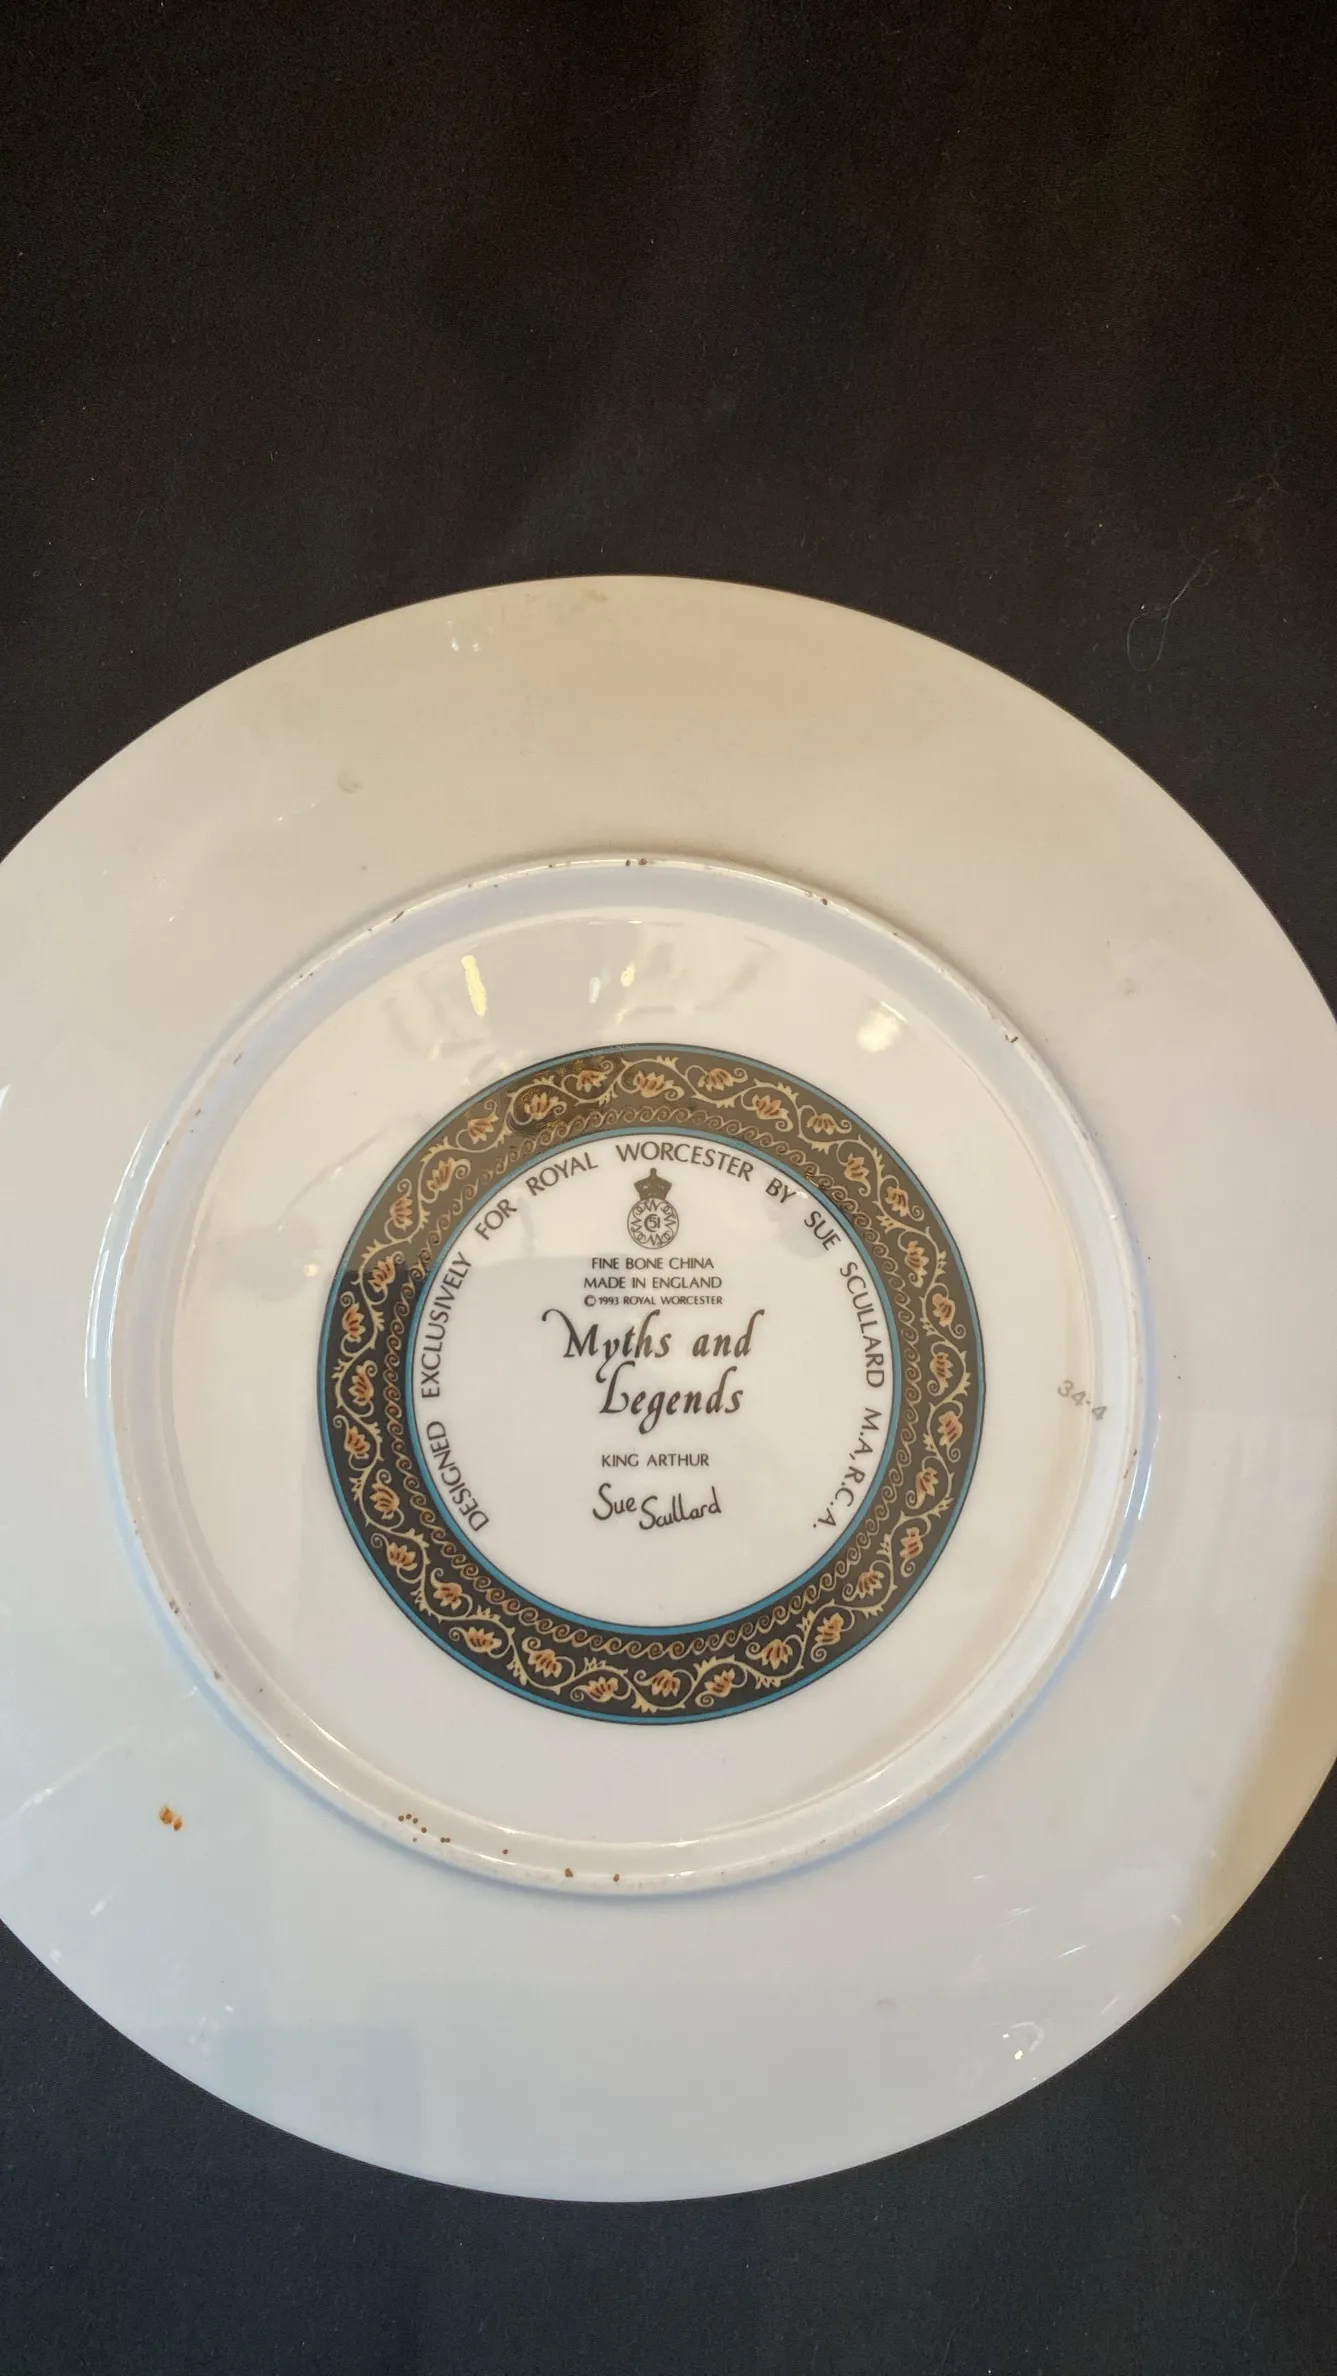 DESIGNED EXCLUSIVELY FOR ROYAL WORCESTER BY SUE SCULLARD M.A.,R.C.A.
51
FINE BONE CHINA
MADE IN ENGLAND
© 1993 ROYAL WORCESTER
Myths and
Legends
KING ARTHUR
Sue Scullard
34-4